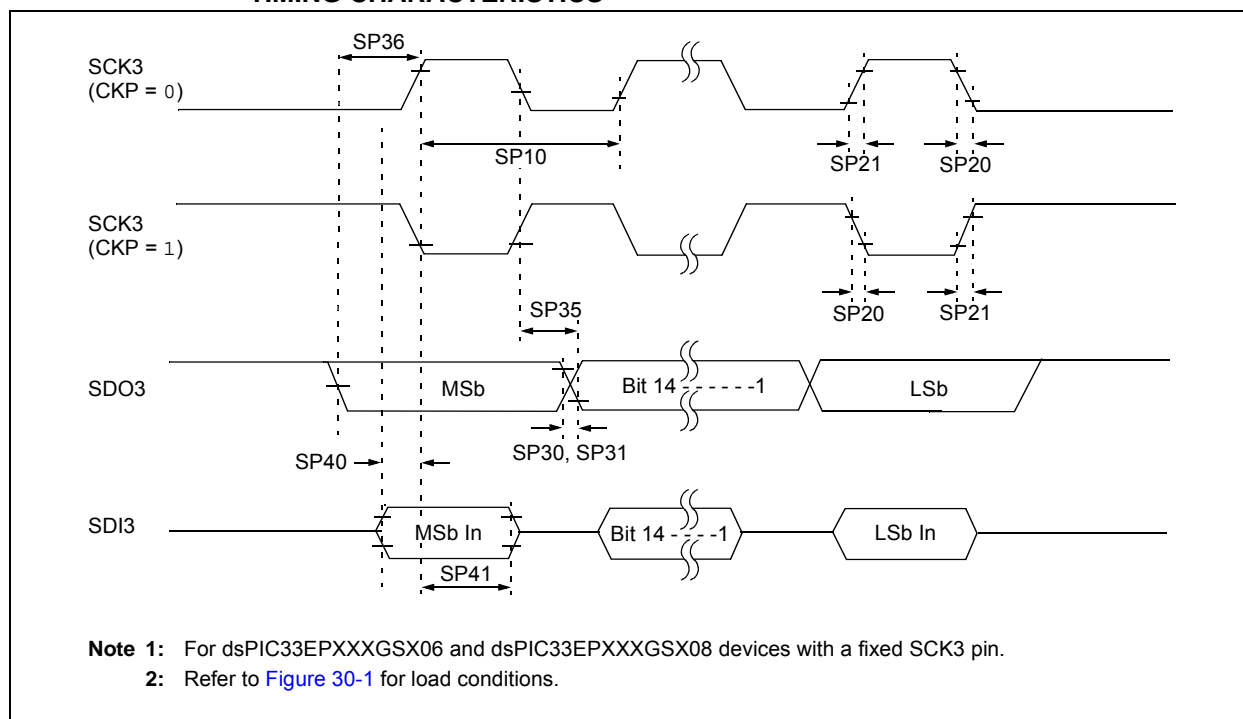 TIMING CHARACTERISTICS
SP36
SCK3
(CKP = 0)
SP10
SP21
SP20
SCK3
(CKP = 1)
SP35
SP20
SP21
SDO3
MSb
Bit 14 - - - - - -1
LSb
SP40
SP30, SP31
SDI3
MSb In
Bit 14 - - - - -1
LSb In
SP41
Note 1: For dsPIC33EPXXXGSX06 and dsPIC33EPXXXGSX08 devices with a fixed SCK3 pin.
2: Refer to Figure 30-1 for load conditions.